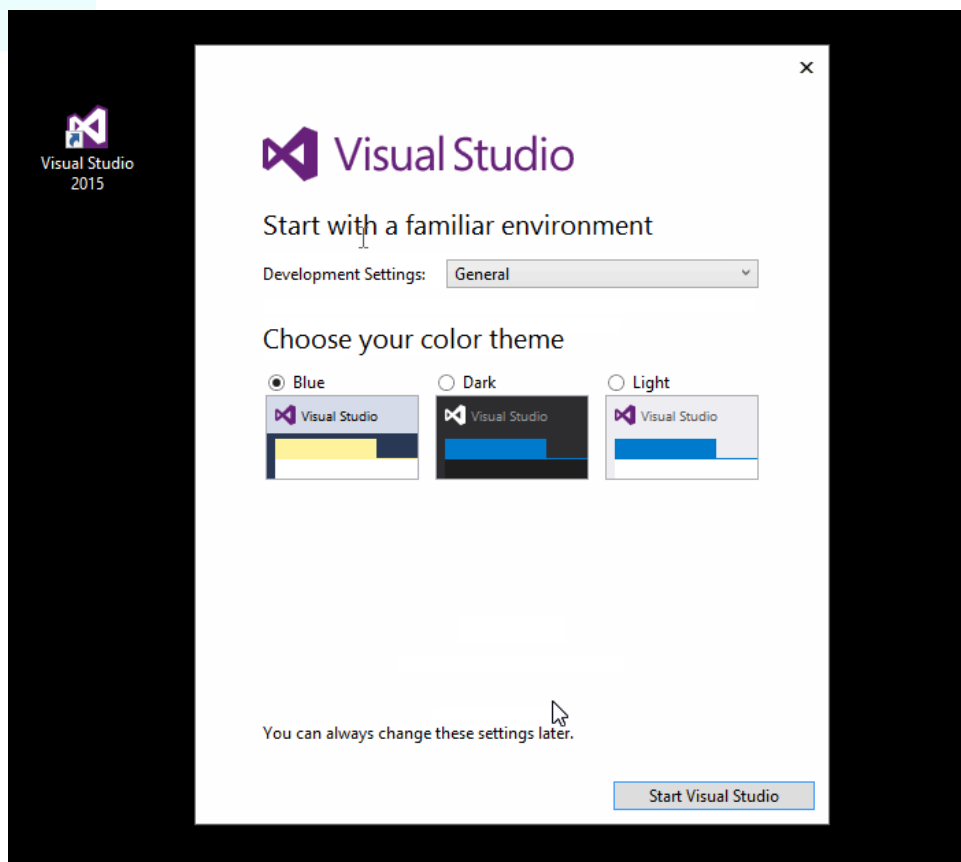 Visual Studio
2015
Visual Studio
Start with a familiar environment
Development Settings: General
Choose your color theme
Blue Dark Light
Visual Studio Visual Studio Visual Studio
You can always change these settings later.
Start Visual Studio